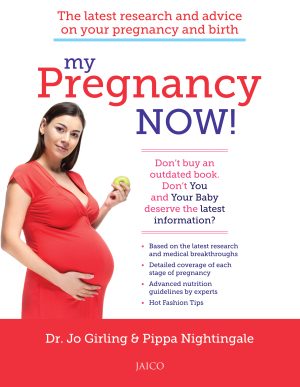 The latest research and advice
on your pregnancy and birth
my
Pregnancy
NOW!
Don't buy an
outdated book.
Don't You
and Your Baby
deserve the latest
information?
• Based on the latest research
and medical breakthroughs
• Detailed coverage of each
stage of pregnancy
• Advanced nutrition
guidelines by experts
• Hot Fashion Tips
Dr. Jo Girling & Pippa Nightingale
JAICO